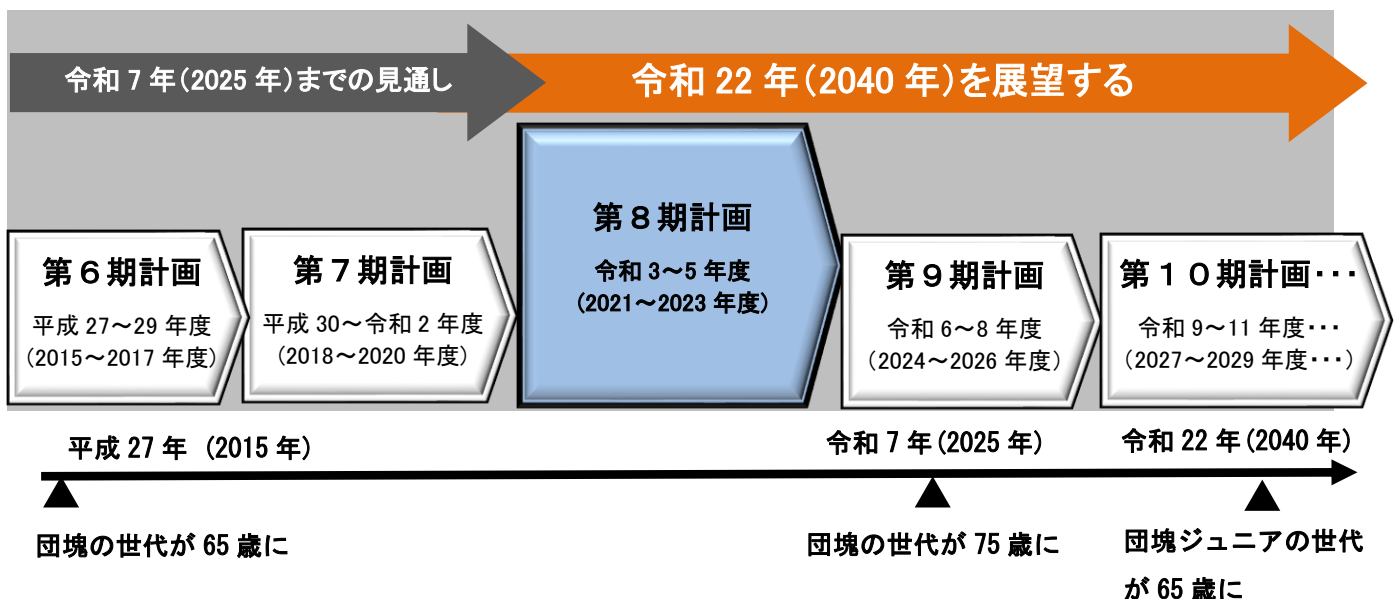 令和 7 年(2025 年)までの見通し
令和 22 年(2040 年)を展望する
第６期計画
平成 27～29 年度
(2015～2017 年度)
第７期計画
平成 30～令和 2 年度
(2018～2020 年度)
第８期計画
令和 3～5 年度
(2021～2023 年度)
第９期計画
令和 6～8 年度
(2024～2026 年度)
第１０期計画･･･
令和 9～11 年度･･･
(2027～2029 年度･･･)
平成 27 年 (2015 年)
令和 7 年(2025 年)
令和 22 年(2040 年)
団塊の世代が 65 歳に
団塊の世代が 75 歳に
団塊ジュニアの世代
が 65 歳に